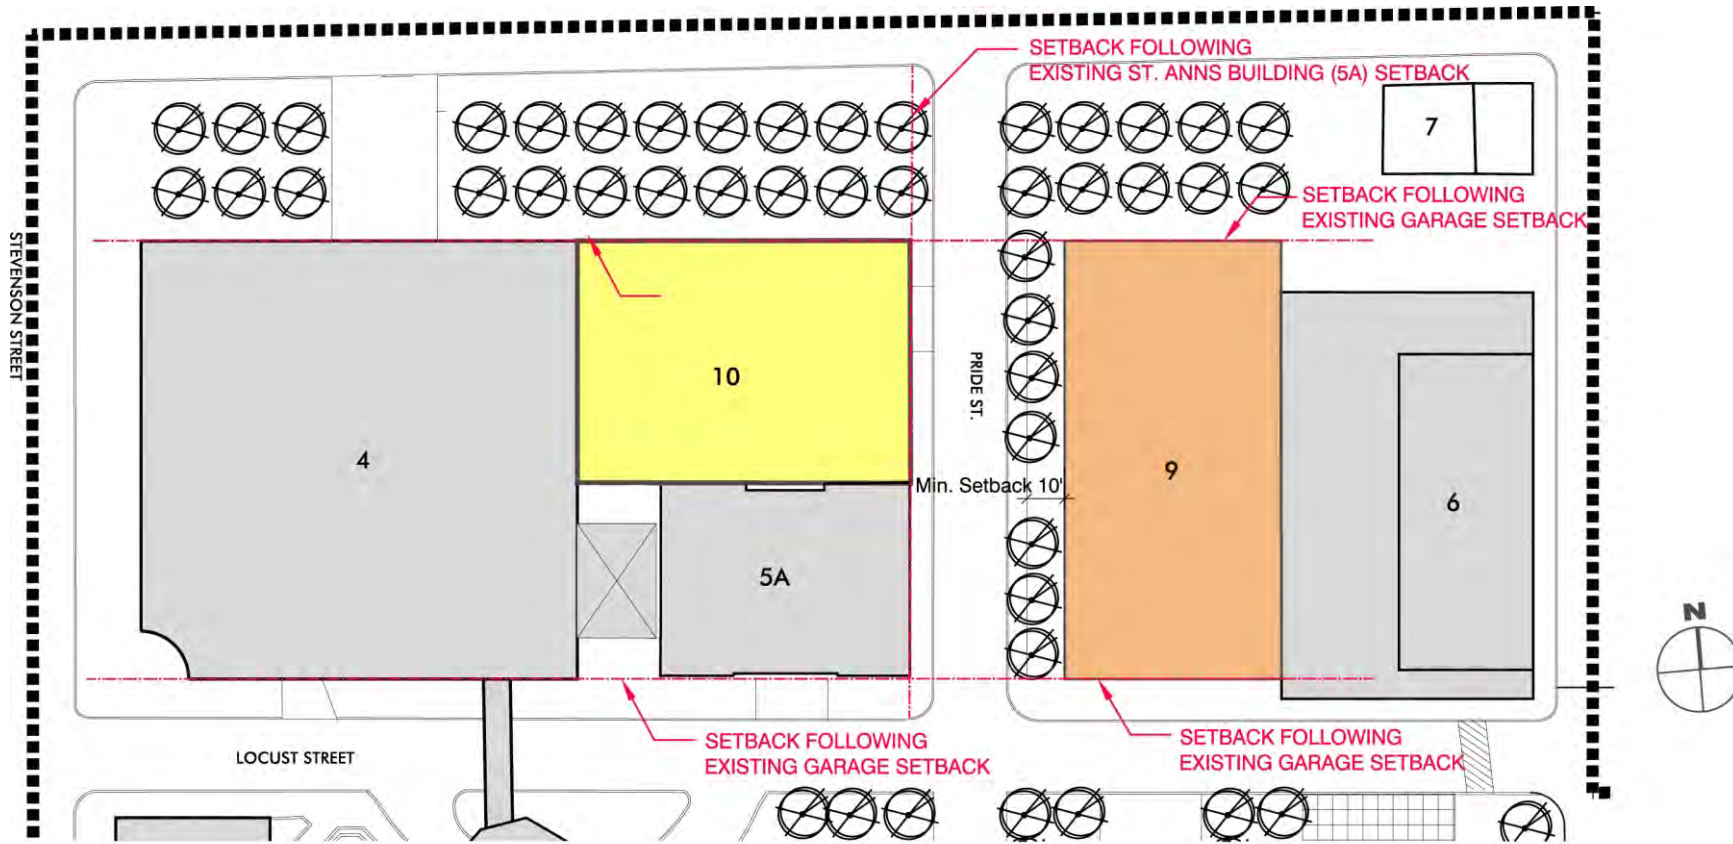 SETBACK FOLLOWING
EXISTING ST. ANNS BUILDING (5A) SETBACK
7
SETBACK FOLLOWING
EXISTING GARAGE SETBACK
STEVENSON STREET
10
PRIDE ST.
4
9
Min. Setback 10'
6
5A
N
SETBACK FOLLOWING
EXISTING GARAGE SETBACK
SETBACK FOLLOWING
EXISTING GARAGE SETBACK
LOCUST STREET